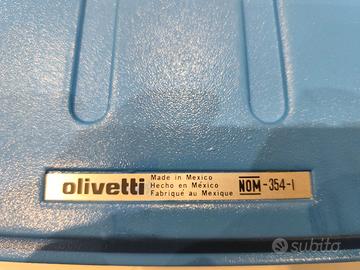 olivetti
Made in Mexico
Hecho en México
Fabriqué au Mexique
NOM-354-I
subito